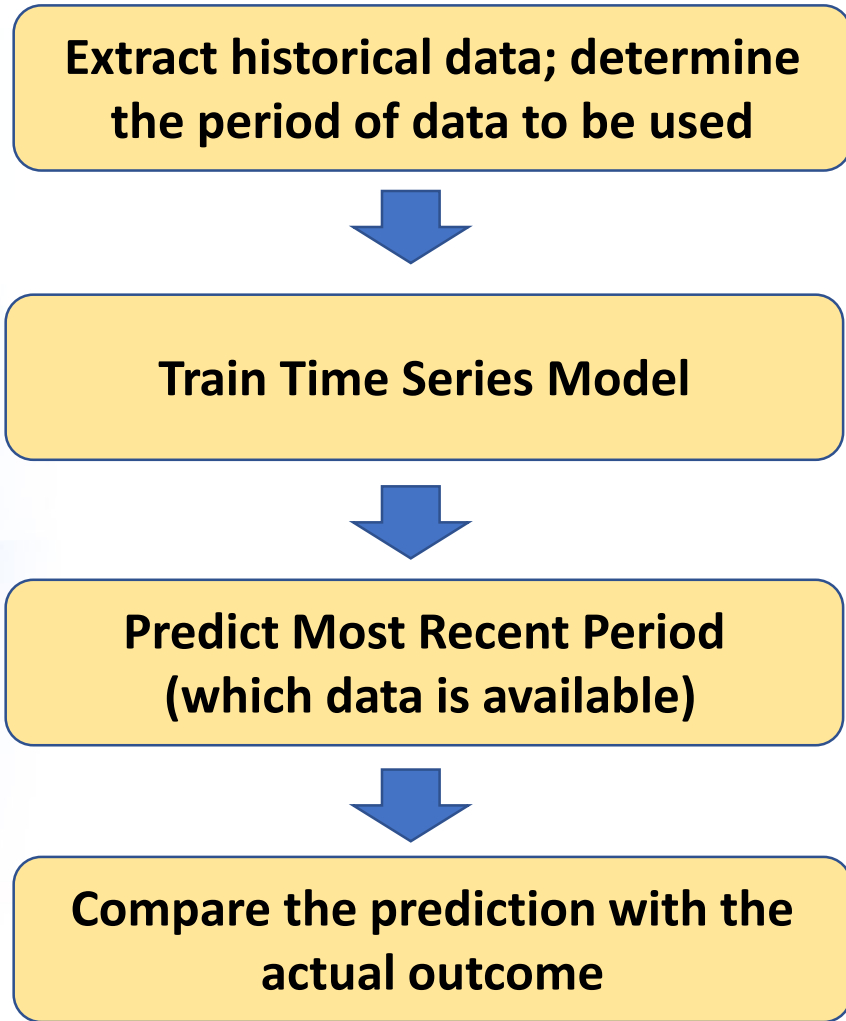 Extract historical data; determine
the period of data to be used
Train Time Series Model
Predict Most Recent Period
(which data is available)
Compare the prediction with the
actual outcome